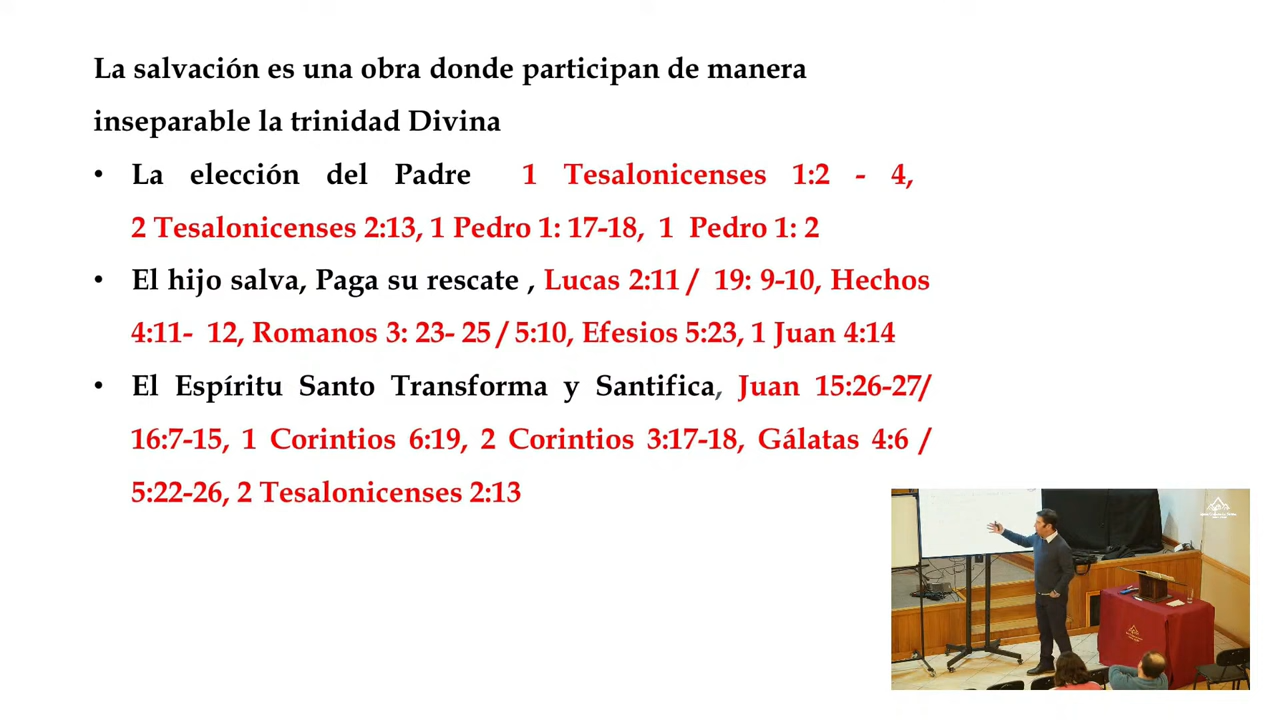 La salvación es una obra donde participan de manera
inseparable la trinidad Divina
• La elección del Padre 1 Tesalonicenses 1:2 - 4,
2 Tesalonicenses 2:13, 1 Pedro 1: 17-18, 1 Pedro 1: 2
• El hijo salva, Paga su rescate , Lucas 2:11 / 19: 9-10, Hechos
4:11- 12, Romanos 3: 23- 25 / 5:10, Efesios 5:23, 1 Juan 4:14
• El Espíritu Santo Transforma y Santifica, Juan 15:26-27/
16:7-15, 1 Corintios 6:19, 2 Corintios 3:17-18, Gálatas 4:6 /
5:22-26, 2 Tesalonicenses 2:13